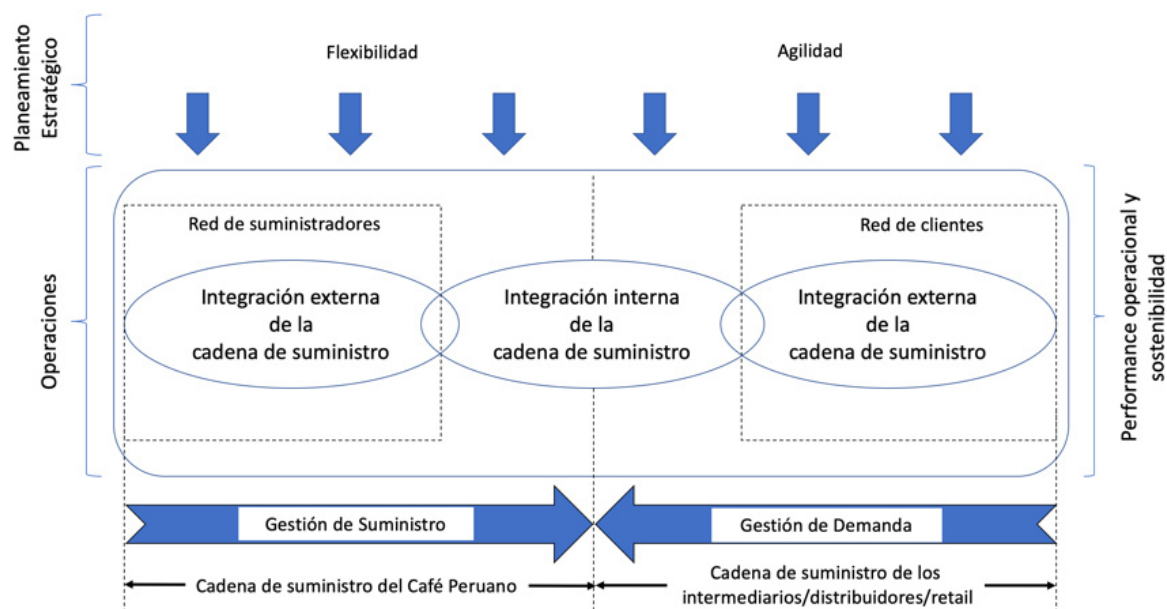 Planeamiento
Estratégico
Flexibilidad
Agilidad
Operaciones
Red de suministradores
Red de clientes
Integración externa
de la
cadena de suministro
Integración interna
de la
cadena de suministro
Integración externa
de la
cadena de suministro
Performance operacional y
sostenibilidad
Gestión de Suministro
Gestión de Demanda
Cadena de suministro del Café Peruano
Cadena de suministro de los
intermediarios/distribuidores/retail